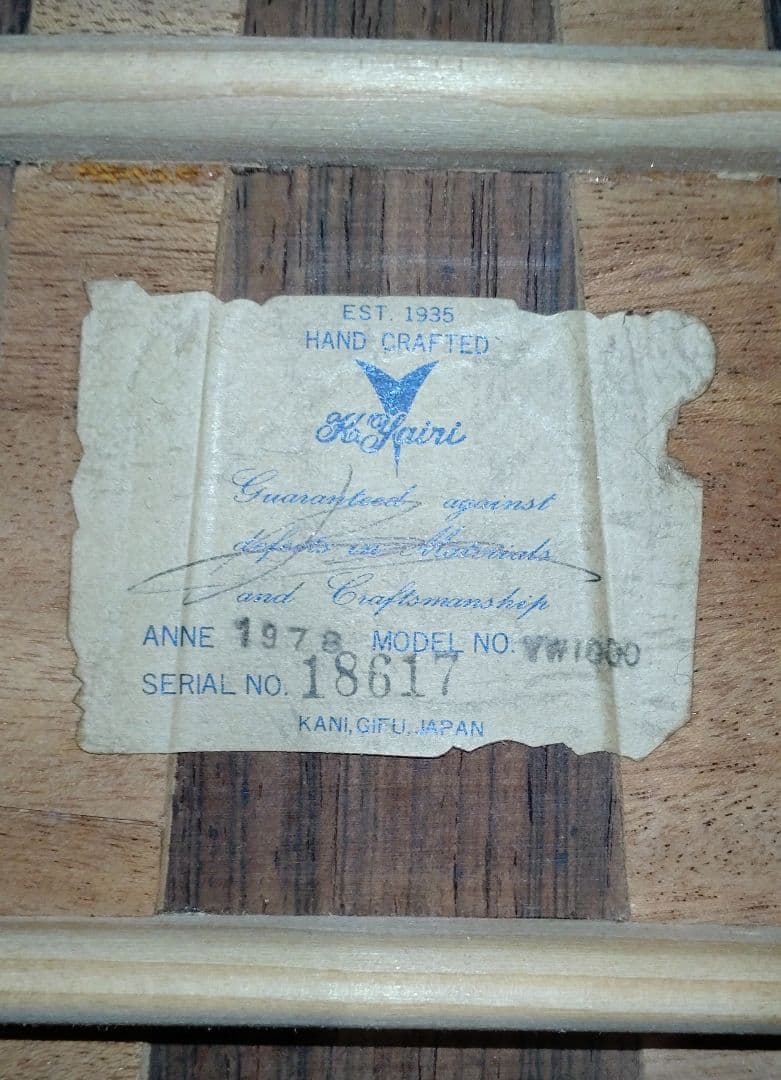 EST. 1935
HAND CRAFTED
K. Yairi
Guaranteed against
defects in Materials
and Craftsmanship
ANNE 1978 MODEL NO. YW1000
SERIAL NO. 18617
KANI, GIFU, JAPAN